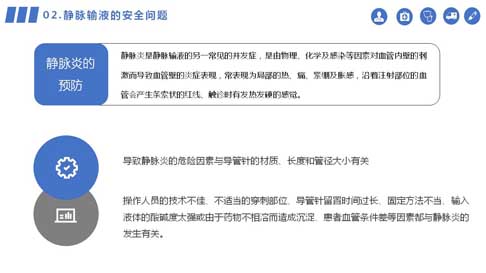 02.静脉输液的安全问题
静脉炎的
预防
静脉炎是静脉输液的另一常见的并发症，是由物理、化学及感染等因素对血管内壁的刺
激而导致血管壁的炎症表现，常表现为局部的热、痛、紧绷及胀感，沿着注射部位的血
管会产生条索状的红线、触诊时有发热发硬的感觉。
导致静脉炎的危险因素与导管针的材质、长度和管径大小有关
操作人员的技术不佳、不适当的穿刺部位、导管针留置时间过长、固定方法不当、输入
液体的酸碱度太强或由于药物不相溶而造成沉淀、患者血管条件差等因素都与静脉炎的
发生有关。